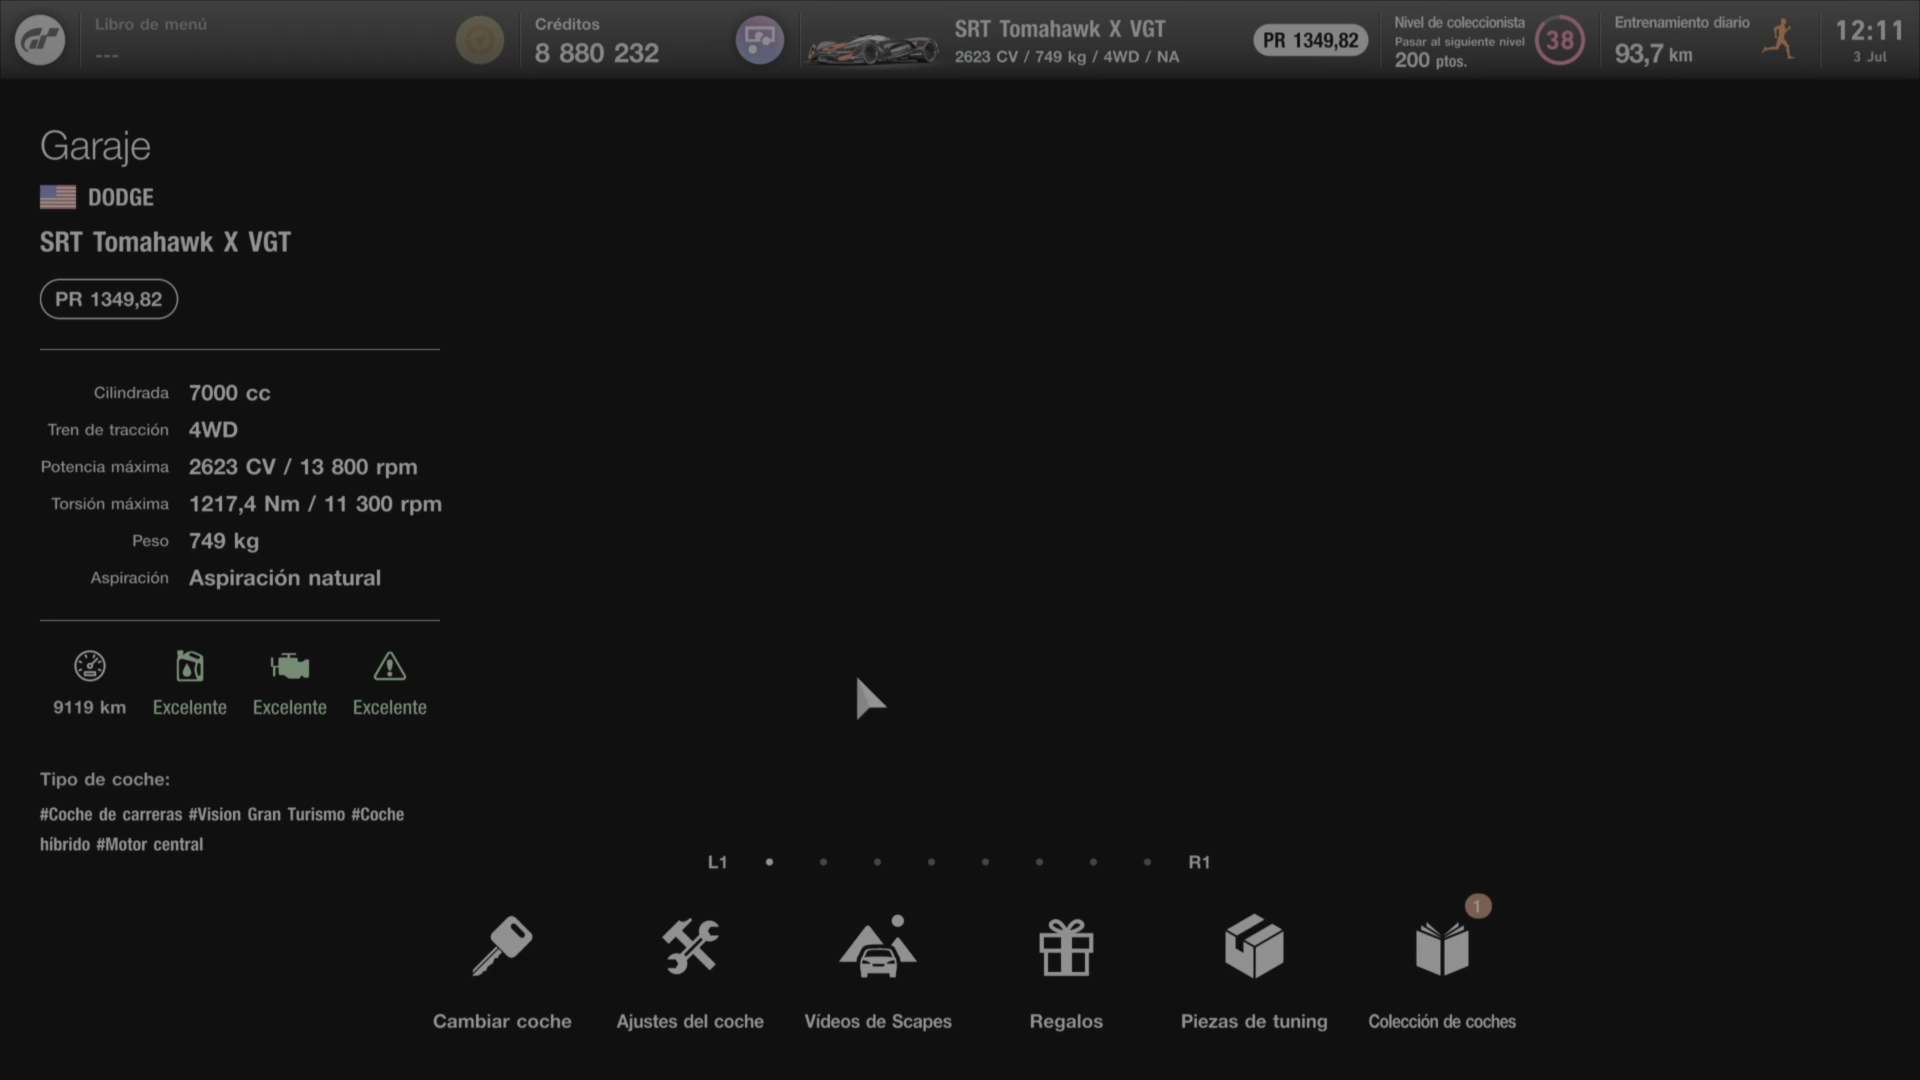 Libro de menú
---
Créditos
8 880 232
SRT Tomahawk X VGT
2623 CV / 749 kg / 4WD / NA
PR 1349,82
Nivel de coleccionista
Pasar al siguiente nivel
200 ptos.
38
Entrenamiento diario
93,7 km
12:11
3 Jul
Garaje
DODGE
SRT Tomahawk X VGT
PR 1349,82
Cilindrada 7000 cc
Tren de tracción 4WD
Potencia máxima 2623 CV / 13 800 rpm
Torsión máxima 1217,4 Nm / 11 300 rpm
Peso 749 kg
Aspiración Aspiración natural
9119 km Excelente Excelente Excelente
Tipo de coche:
#Coche de carreras #Vision Gran Turismo #Coche
híbrido #Motor central
L1 R1
1
Cambiar coche Ajustes del coche Vídeos de Scapes Regalos Piezas de tuning Colección de coches